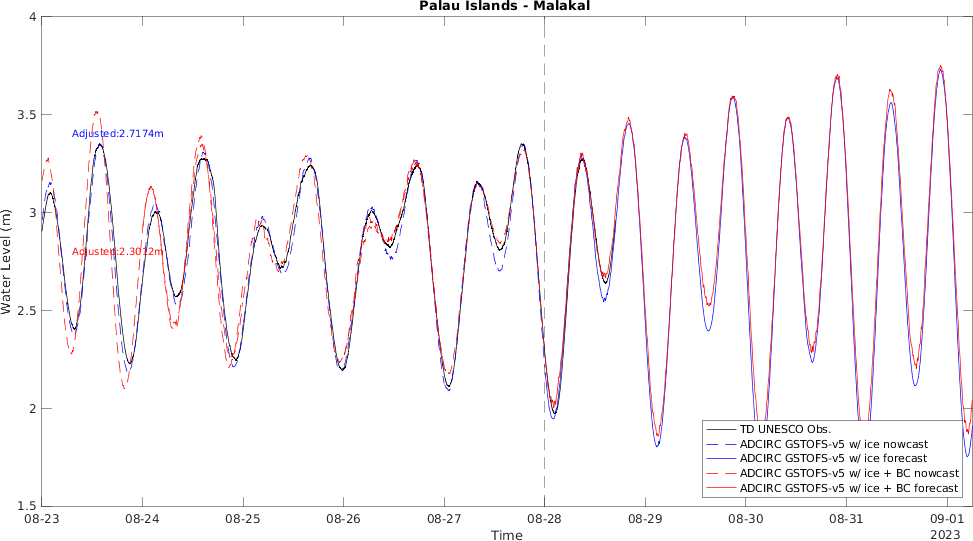 Palau Islands - Malakal
4
3.5
3
2.5
2
1.5
Water Level (m)
Adjusted:2.7174m
Adjusted:2.3012m
TD UNESCO Obs.
ADCIRC GSTOFS-v5 w/ ice nowcast
ADCIRC GSTOFS-v5 w/ ice forecast
ADCIRC GSTOFS-v5 w/ ice + BC nowcast
ADCIRC GSTOFS-v5 w/ ice + BC forecast
08-23 08-24 08-25 08-26 08-27 08-28 08-29 08-30 08-31 09-01
2023
Time